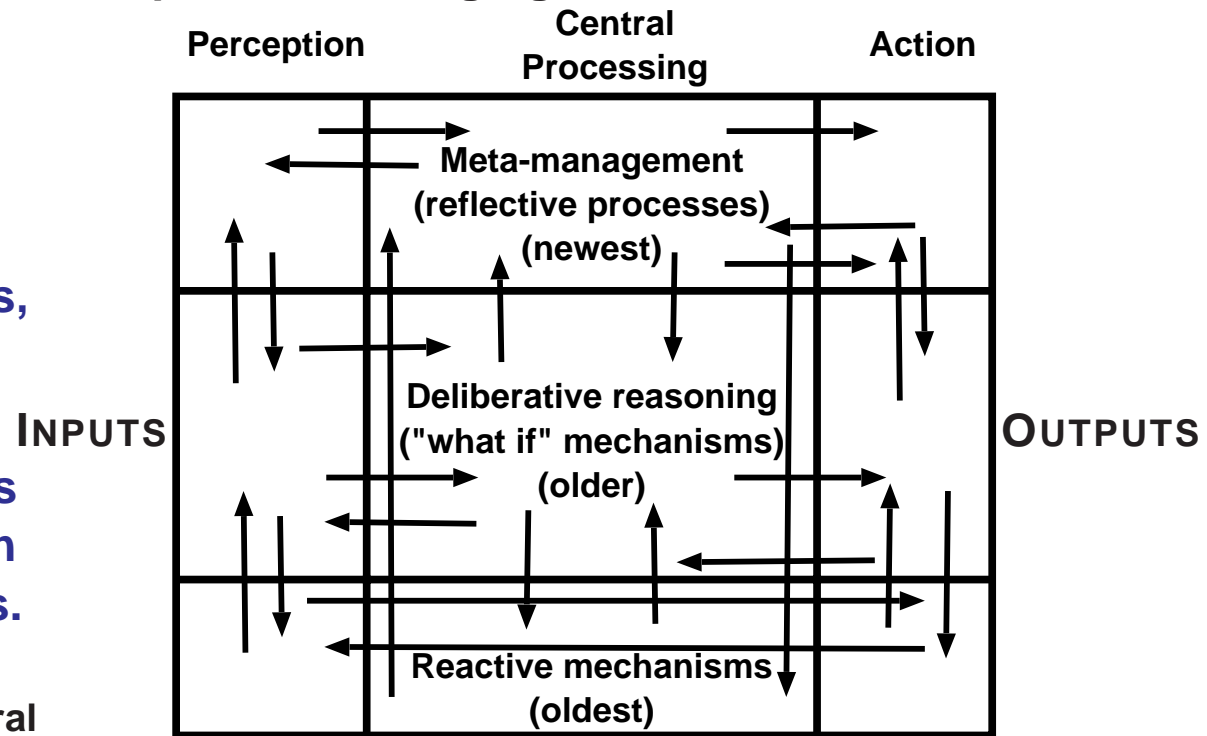 Perception
Central
Processing
Action
Meta-management
(reflective processes)
(newest)
s,
Deliberative reasoning
("what if" mechanisms)
(older)
INPUTS
OUTPUTS
s
n
s.
Reactive mechanisms
(oldest)
ral